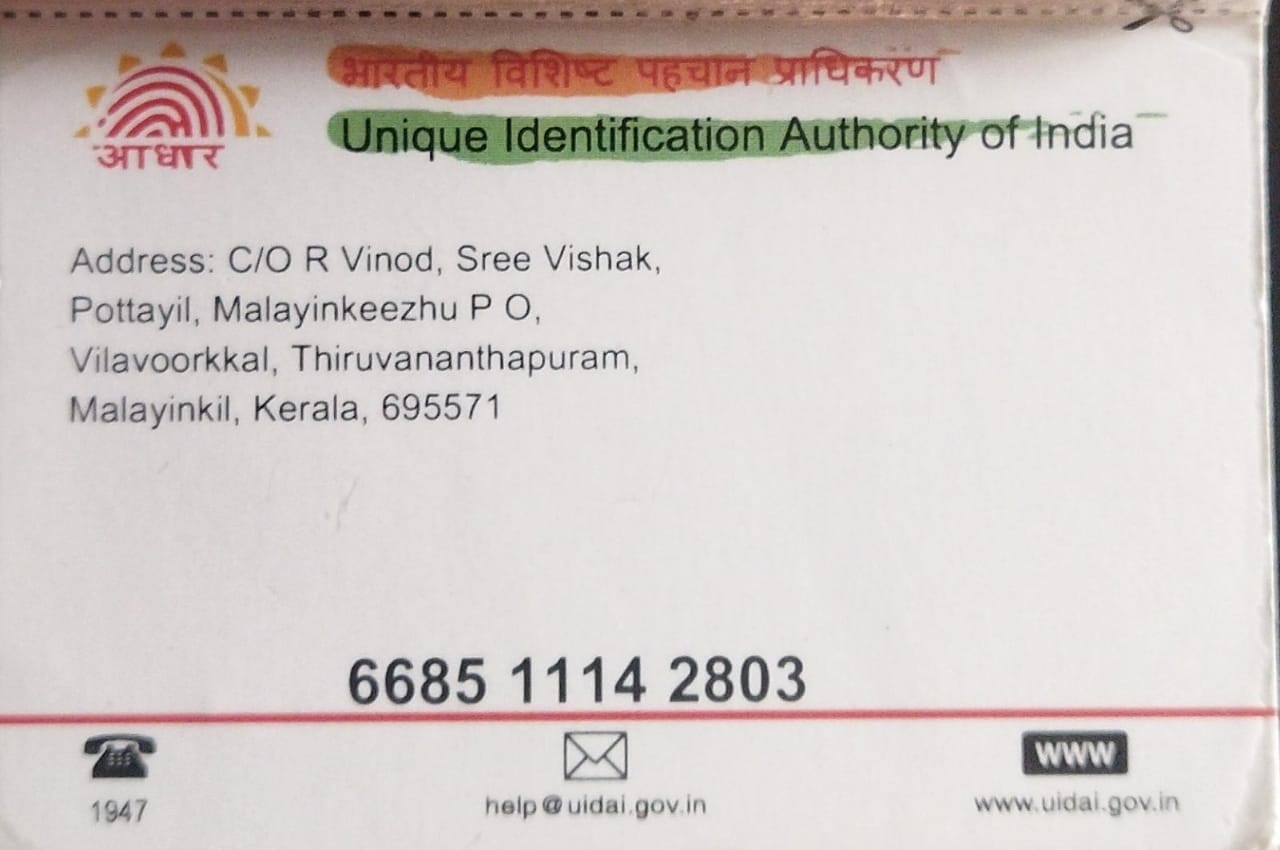 भारतीय विशिष्ट पहचान प्राधिकरण
Unique Identification Authority of India
आधार
Address: C/O R Vinod, Sree Vishak,
Pottayil, Malayinkeezhu P O,
Vilavoorkkal, Thiruvananthapuram,
Malayinkil, Kerala, 695571
6685 1114 2803
1947
help@uidai.gov.in
WWW
www.uidai.gov.in